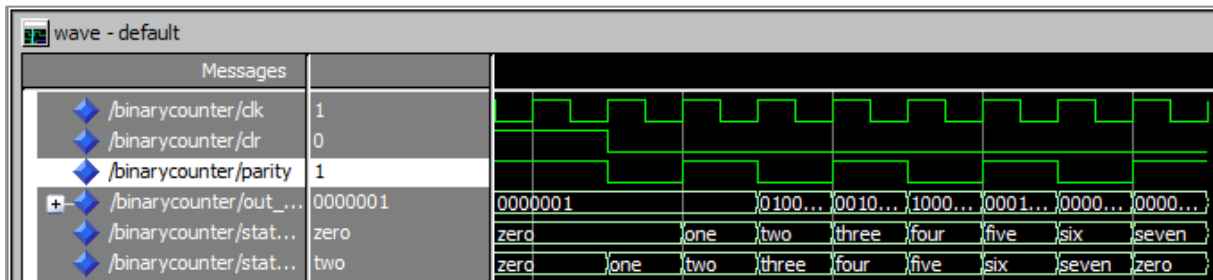 wave - default
Messages
/binarycounter/clk 1
/binarycounter/clr 0
/binarycounter/parity 1
/binarycounter/out_... 0000001 0000001 0100... 0010... 1000... 0001... 0000... 0000...
/binarycounter/stat... zero zero one two three four five six seven
/binarycounter/stat... two zero one two three four five six seven zero